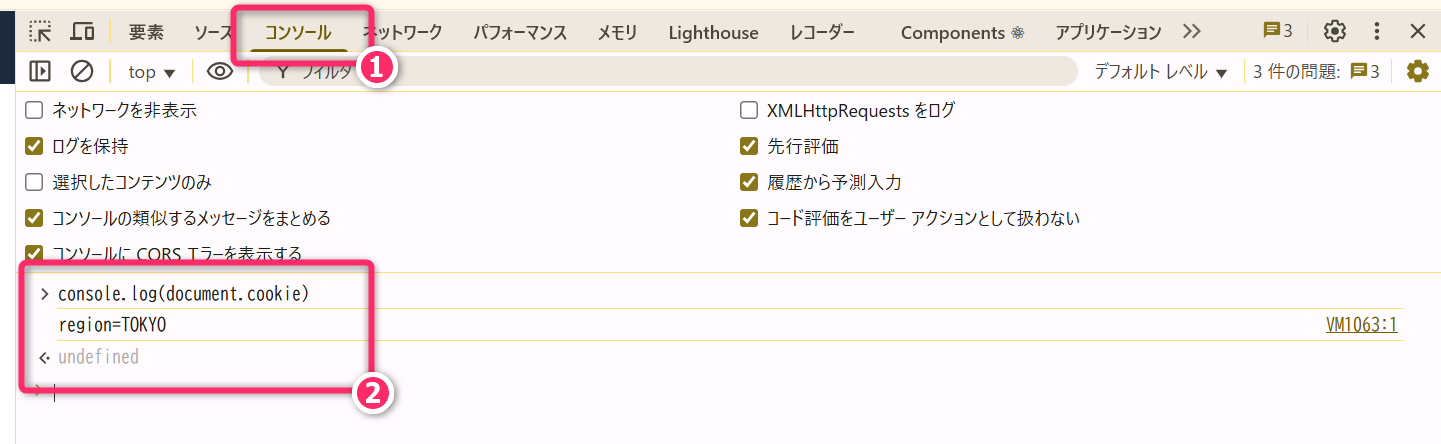 要素 ソース コンソール ネットワーク パフォーマンス メモリ Lighthouse レコーダー Components アプリケーション 3
1
top フィルタ デフォルト レベル 3 件の問題: 3
ネットワークを非表示 XMLHttpRequests をログ
ログを保持 先行評価
選択したコンテンツのみ 履歴から予測入力
コンソールの類似するメッセージをまとめる コード評価をユーザー アクションとして扱わない
コンソールに CORS エラーを表示する
console.log(document.cookie)
region=TOKYO VM1063:1
undefined
2